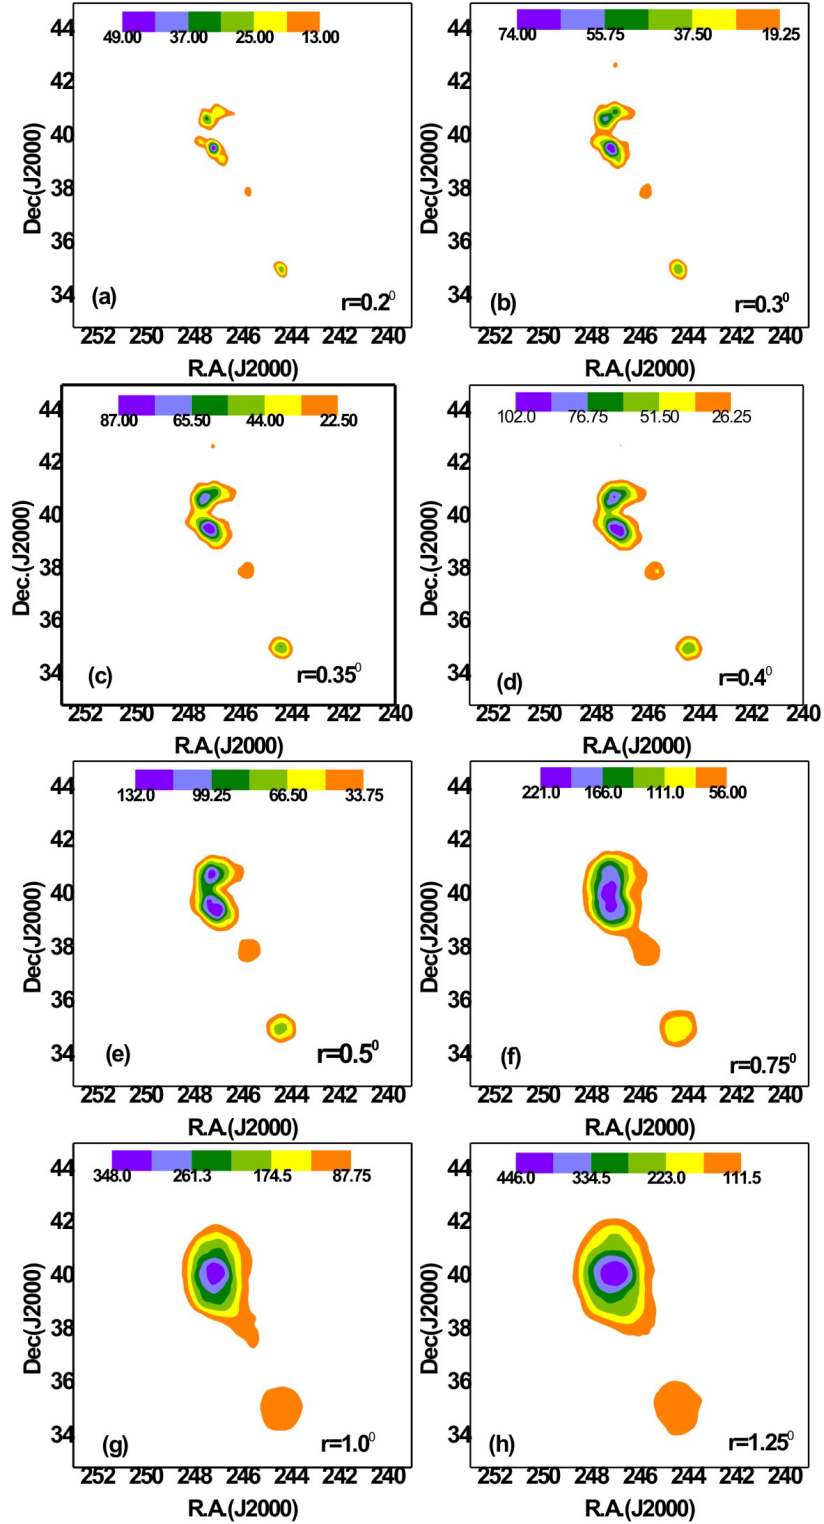 44
49.00 37.00 25.00 13.00
42
40
38
36
34
Dec(J2000)
(a)
r=0.2⁰
252 250 248 246 244 242 240
R.A.(J2000)
44
74.00 55.75 37.50 19.25
42
40
38
36
34
Dec(J2000)
(b)
r=0.3⁰
252 250 248 246 244 242 240
R.A.(J2000)
44
87.00 65.50 44.00 22.50
42
40
38
36
34
Dec.(J2000)
(c)
r=0.35⁰
252 250 248 246 244 242 240
R.A.(J2000)
44
102.0 76.75 51.50 26.25
42
40
38
36
34
Dec.(J2000)
(d)
r=0.4⁰
252 250 248 246 244 242 240
R.A.(J2000)
44
132.0 99.25 66.50 33.75
42
40
38
36
34
Dec(J2000)
(e)
r=0.5⁰
252 250 248 246 244 242 240
R.A.(J2000)
44
221.0 166.0 111.0 56.00
42
40
38
36
34
Dec(J2000)
(f)
r=0.75⁰
252 250 248 246 244 242 240
R.A.(J2000)
44
348.0 261.3 174.5 87.75
42
40
38
36
34
Dec(J2000)
(g)
r=1.0⁰
252 250 248 246 244 242 240
R.A.(J2000)
44
446.0 334.5 223.0 111.5
42
40
38
36
34
Dec(J2000)
(h)
r=1.25⁰
252 250 248 246 244 242 240
R.A.(J2000)